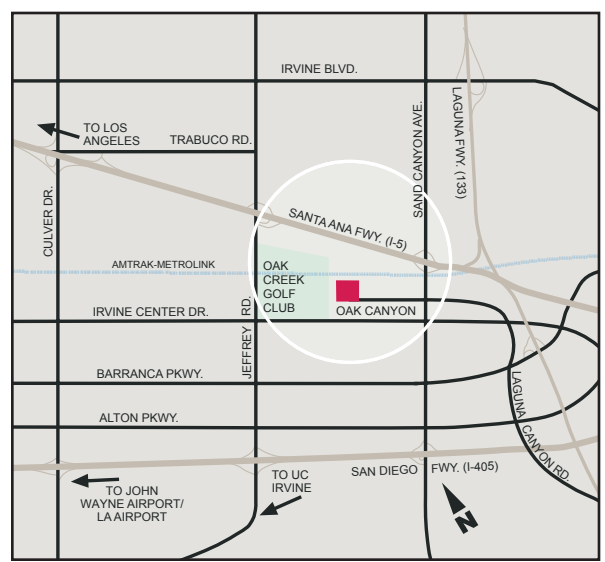 IRVINE BLVD.
TO LOS
ANGELES
TRABUCO RD.
SAND CANYON AVE.
LAGUNA FWY. (133)
CULVER DR.
SANTA ANA FWY. (I-5)
AMTRAK-METROLINK
OAK
CREEK
GOLF
CLUB
OAK CANYON
IRVINE CENTER DR.
JEFFREY RD.
BARRANCA PKWY.
LAGUNA CANYON RD.
ALTON PKWY.
SAN DIEGO FWY. (I-405)
TO JOHN
WAYNE AIRPORT/
LA AIRPORT
TO UC
IRVINE
N